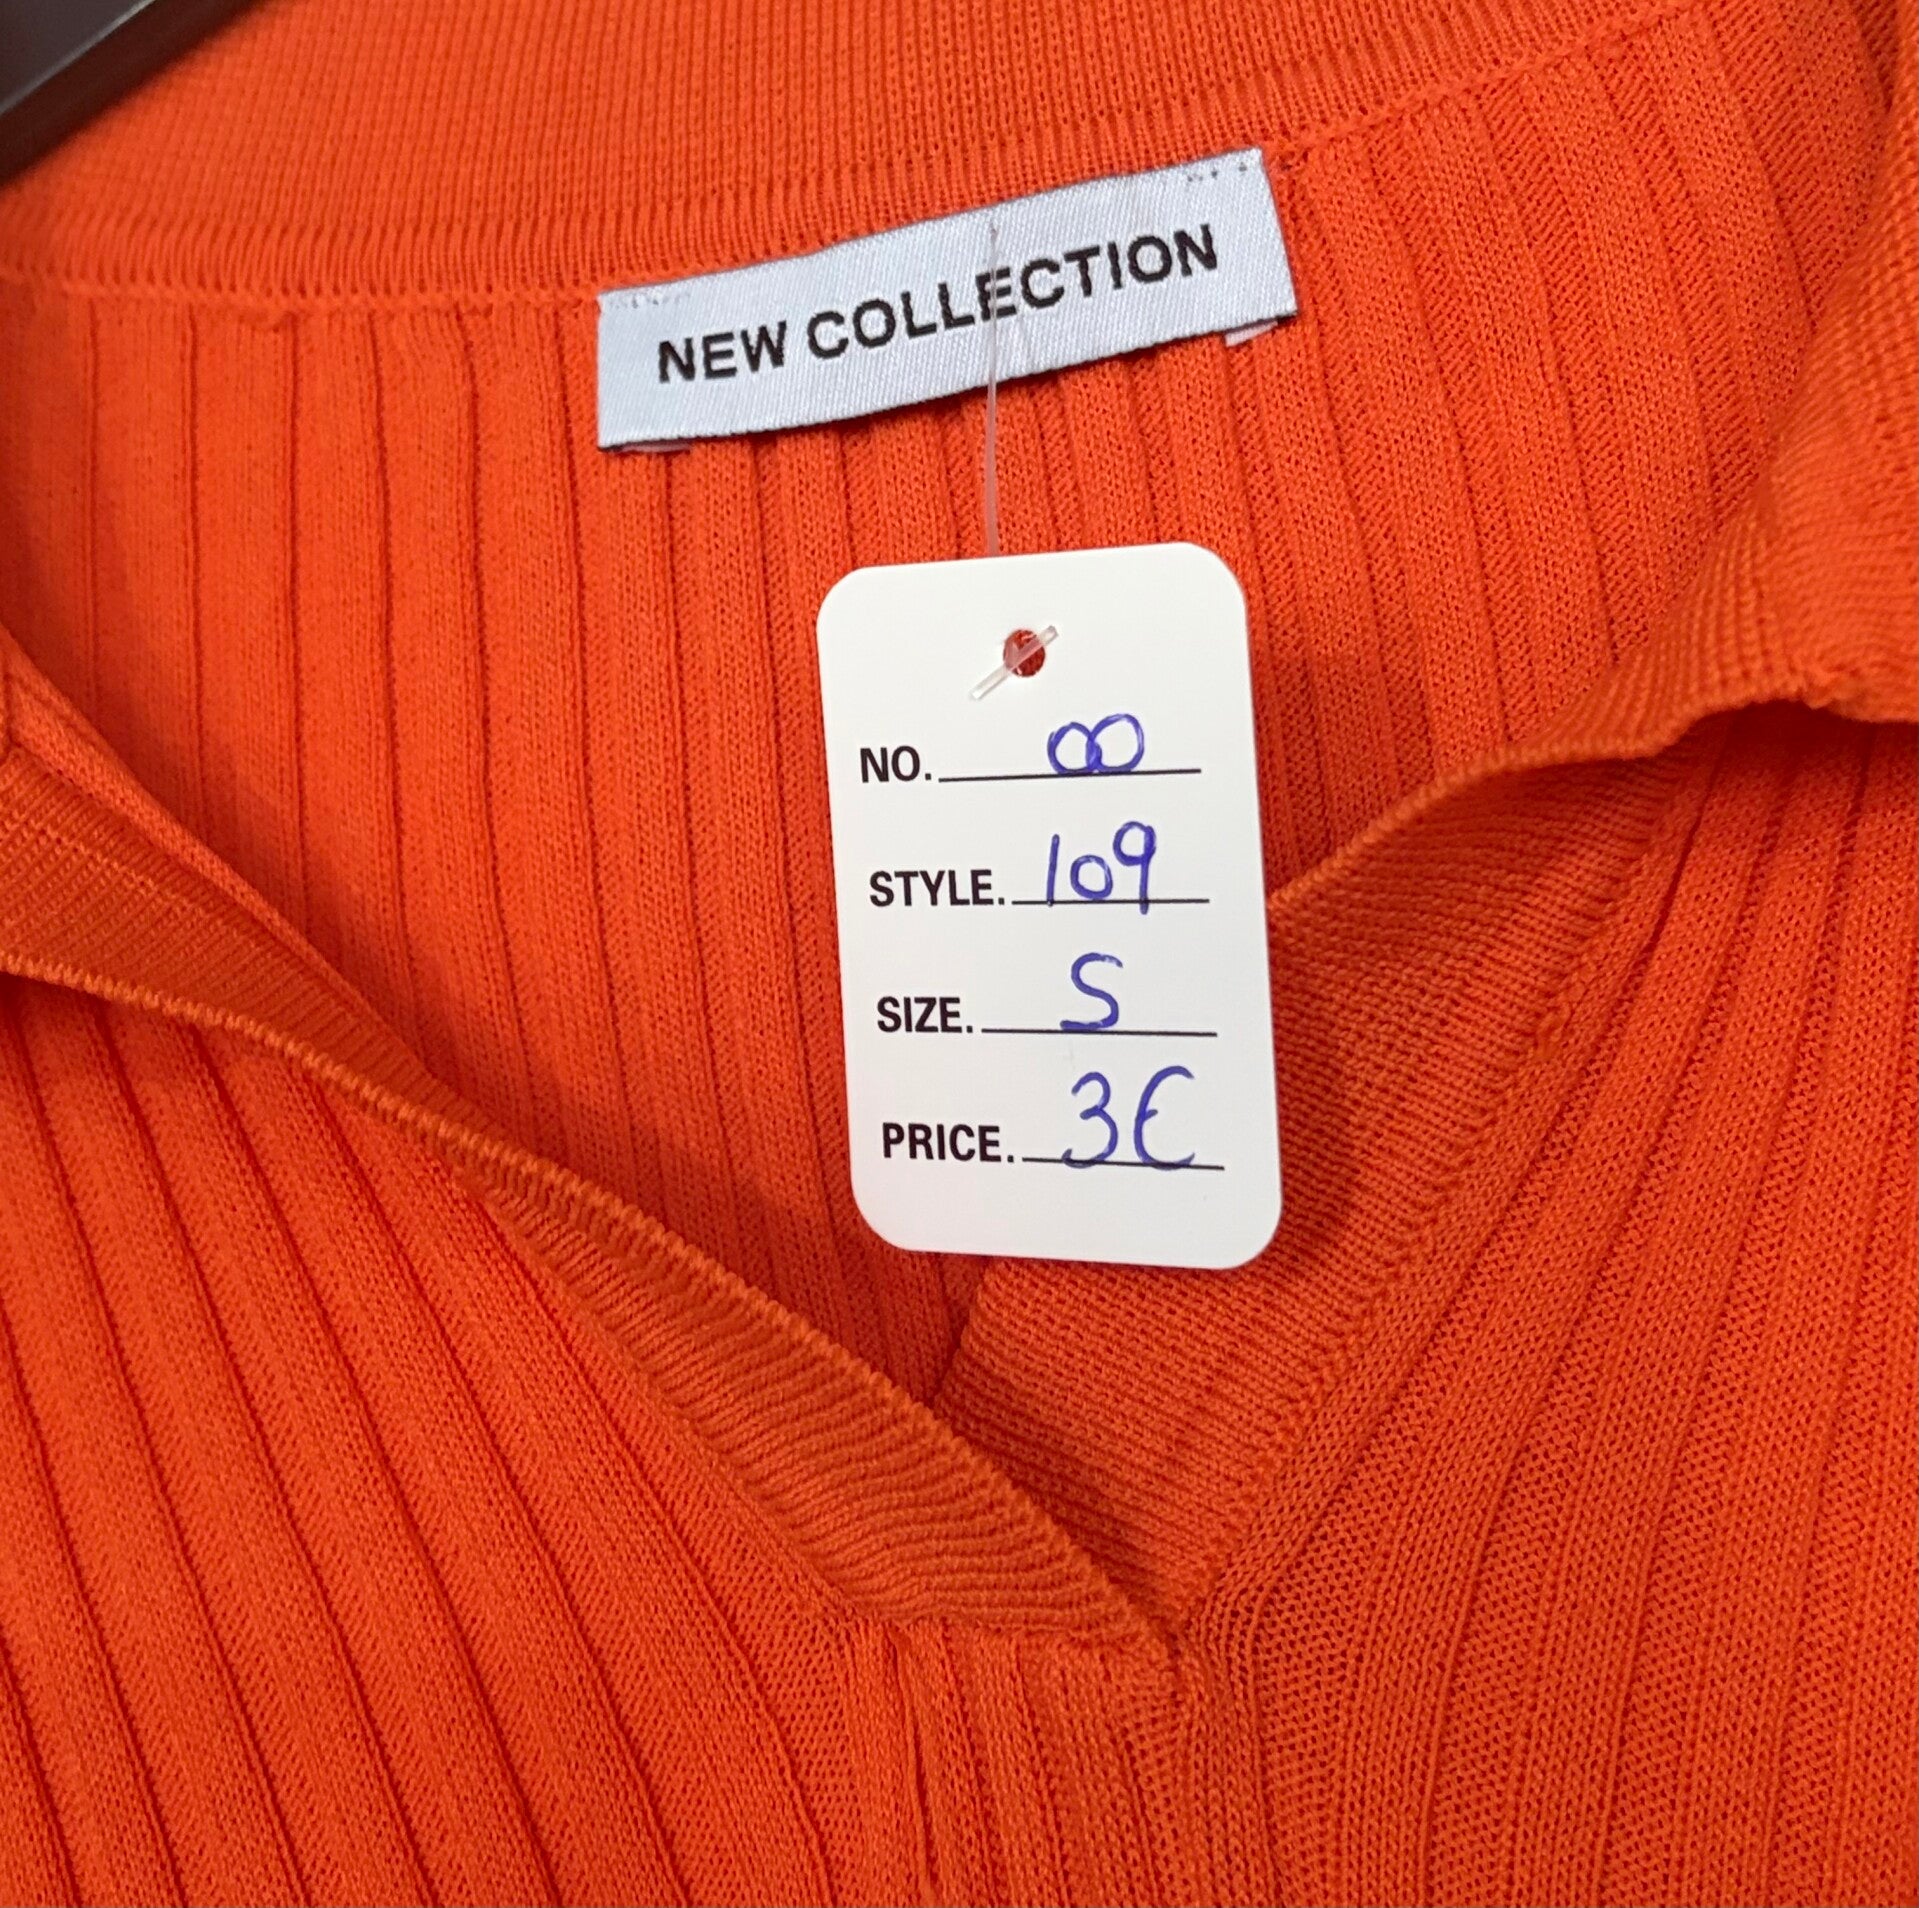 NEW COLLECTION
NO. 00
STYLE. 109
SIZE. S
PRICE. 3€